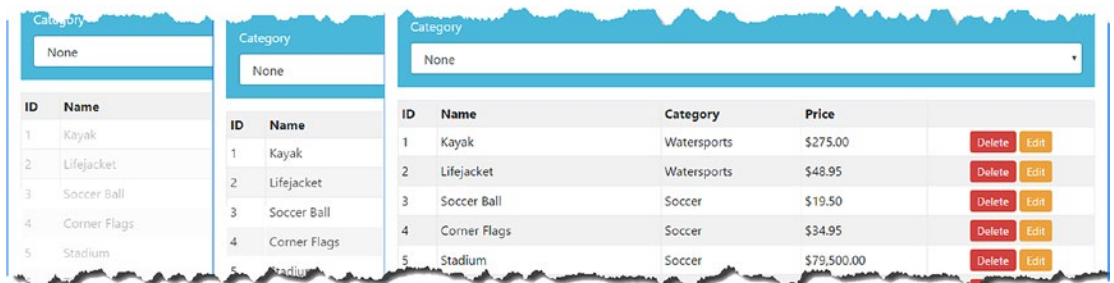 Category
None
ID Name
1 Kayak
2 Lifejacket
3 Soccer Ball
4 Corner Flags
5 Stadium
Category
None
ID Name
1 Kayak
2 Lifejacket
3 Soccer Ball
4 Corner Flags
5 Stadium
Category
None
ID Name Category Price
1 Kayak Watersports $275.00 Delete Edit
2 Lifejacket Watersports $48.95 Delete Edit
3 Soccer Ball Soccer $19.50 Delete Edit
4 Corner Flags Soccer $34.95 Delete Edit
5 Stadium Soccer $79,500.00 Delete Edit